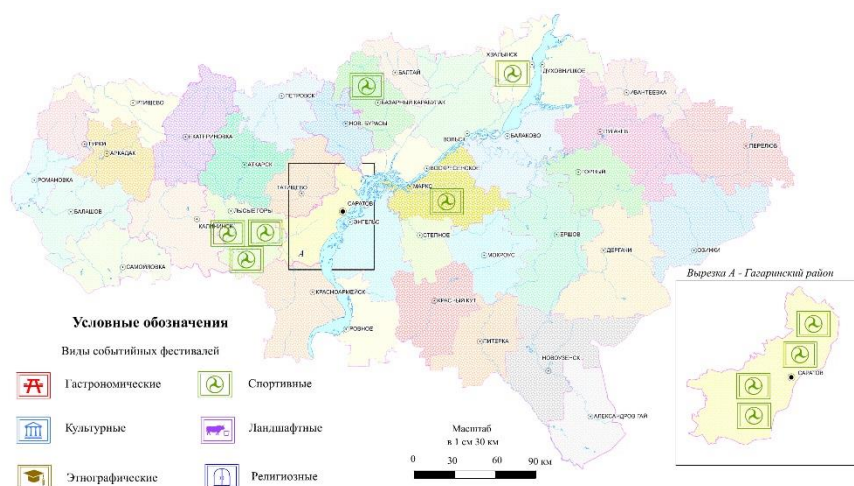 ХВАЛЫНСК
ДУХОВНИЦКОЕ
БАЛТАЙ
ИВАНТЕЕВКА
РТИЩЕВО
ПЕТРОВСК
БАЗАРНЫЙ КАРАБУЛАК
ЕКАТЕРИНОВКА
НОВ. БУРАСЫ
ВОЛЬСК
БАЛАКОВО
ПУГАЧЕВ
ТУРКИ
АРКАДАК
ПЕРЕЛЮБ
АТКАРСК
ВОСКРЕСЕНСКОЕ
ГОРНЫЙ
РОМАНОВКА
ТАТИЩЕВО
МАРКС
БАЛАШОВ
ЛЫСЫЕ ГОРЫ
САРАТОВ
КАЛИНИНСК
ЭНГЕЛЬС
СТЕПНОЕ
ЕРШОВ
ДЕРГАЧИ
ОЗИНКИ
МОКРОУС
А
САМОЙЛОВКА
Вырезка А - Гагаринский район
КРАСНОАРМЕЙСК
КРАСНЫЙ КУТ
РОВНОЕ
ПИТЕРКА
НОВОУЗЕНСК
АЛЕКСАНДРОВ ГАЙ
САРАТОВ
Условные обозначения
Виды событийных фестивалей
Гастрономические
Спортивные
Культурные
Ландшафтные
Этнографические
Религиозные
Масштаб
в 1 см 30 км
0 30 60 90 км